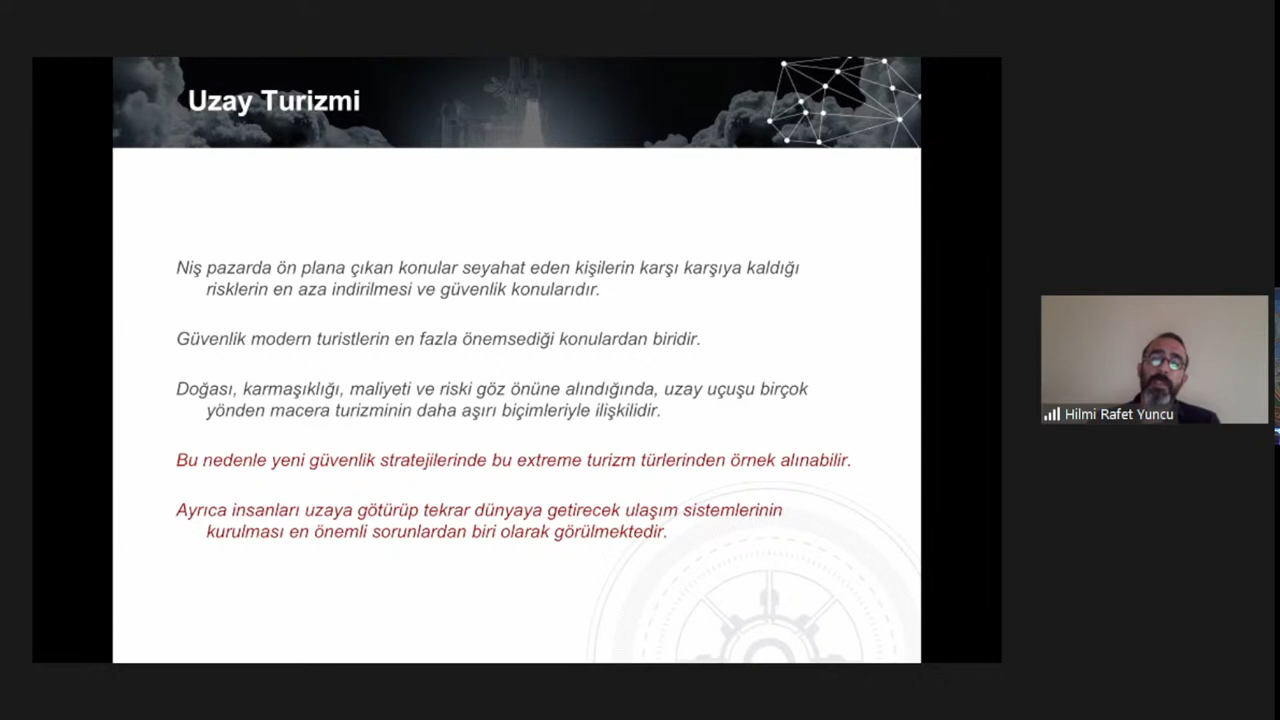 Uzay Turizmi
Niş pazarda ön plana çıkan konular seyahat eden kişilerin karşı karşıya kaldığı
risklerin en aza indirilmesi ve güvenlik konularıdır.
Güvenlik modern turistlerin en fazla önemsediği konulardan biridir.
Doğası, karmaşıklığı, maliyeti ve riski göz önüne alındığında, uzay uçuşu birçok
yönden macera turizminin daha aşırı biçimleriyle ilişkilidir.
Bu nedenle yeni güvenlik stratejilerinde bu extreme turizm türlerinden örnek alınabilir.
Ayrıca insanları uzaya götürüp tekrar dünyaya getirecek ulaşım sistemlerinin
kurulması en önemli sorunlardan biri olarak görülmektedir.
Hilmi Rafet Yuncu